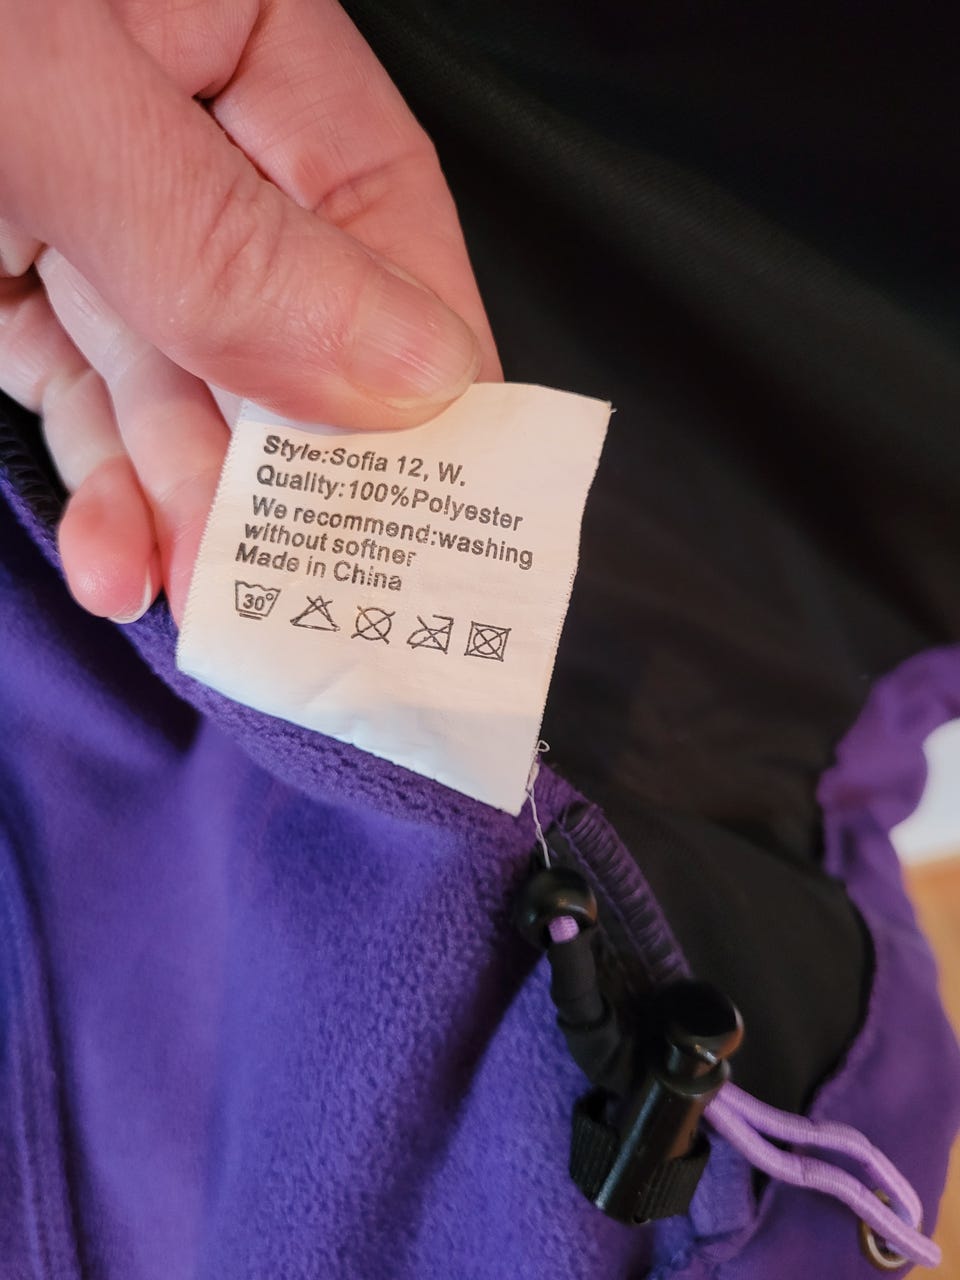 Style:Sofia 12, W.
Quality:100%Polyester
We recommend:washing
without softner
Made in China
30°